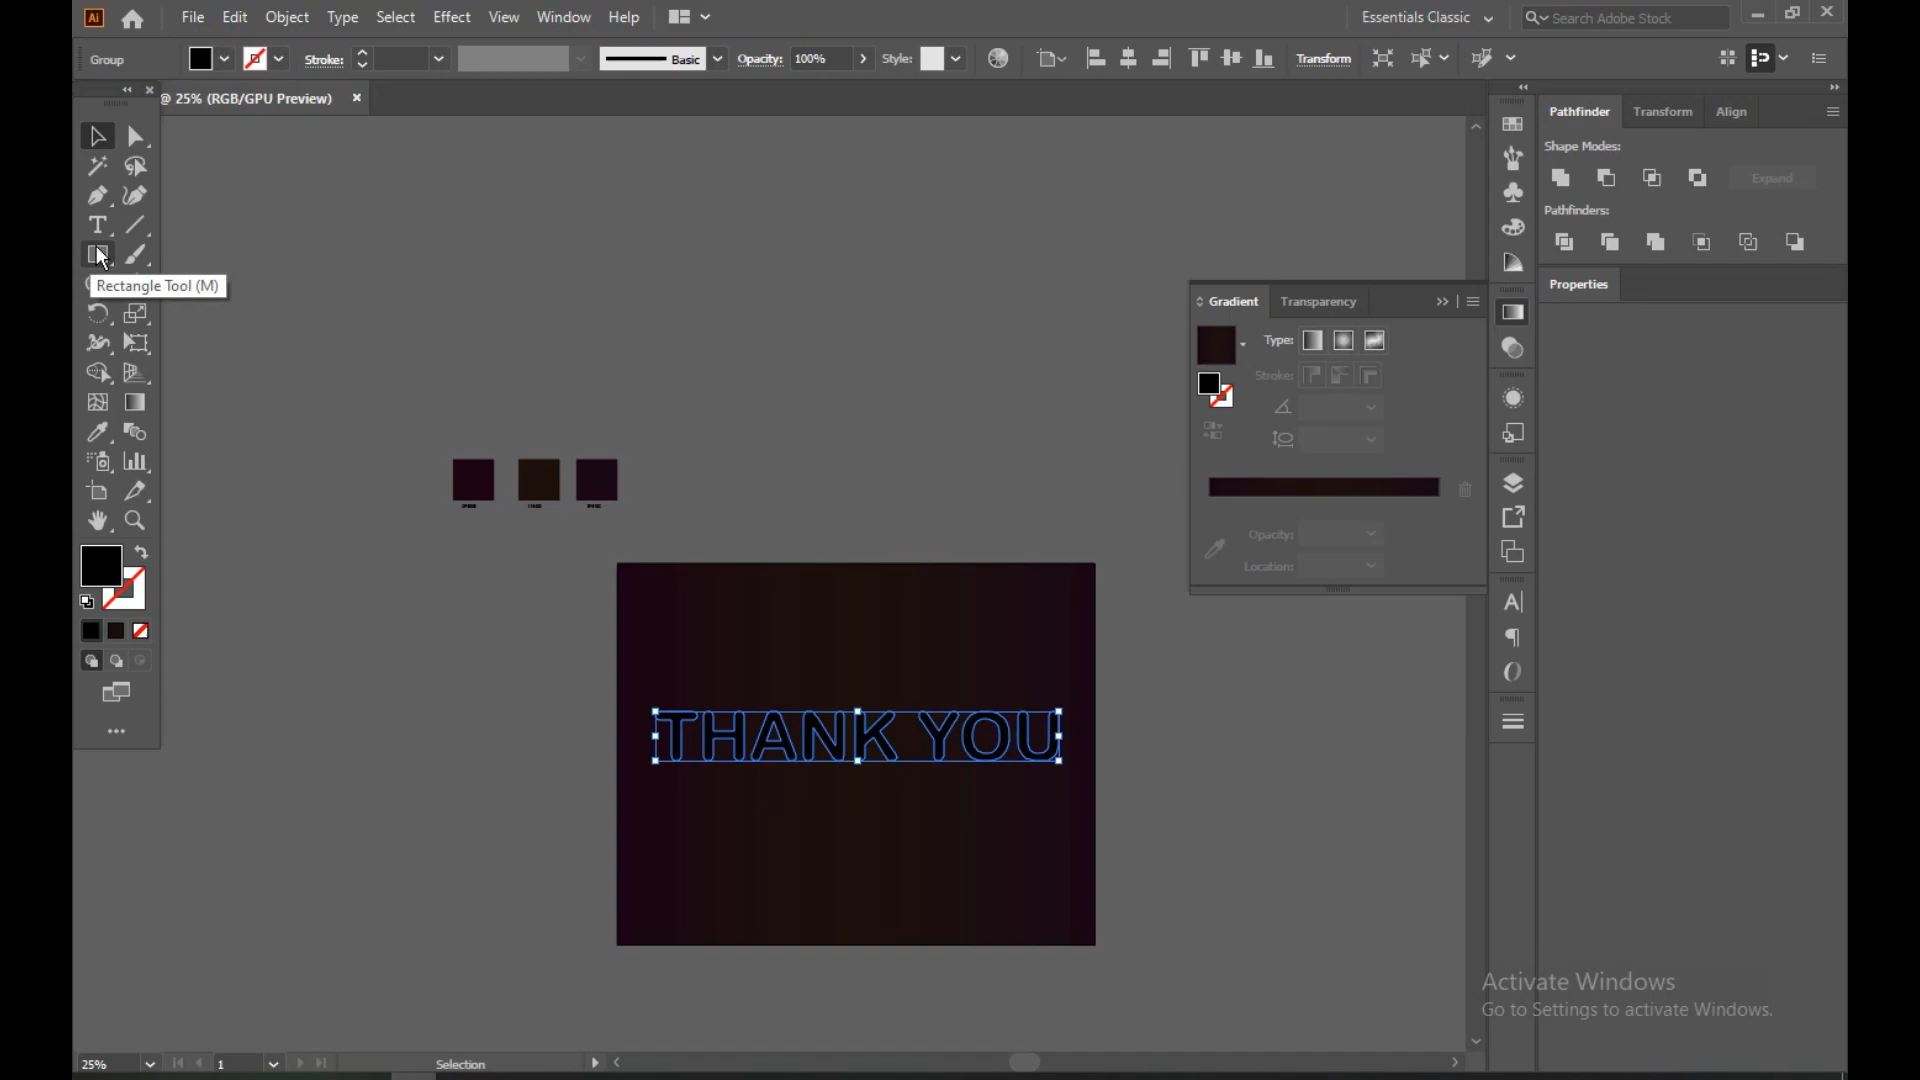 Ai File Edit Object Type Select Effect View Window Help Essentials Classic Search Adobe Stock
Group Stroke: Basic Opacity: 100% Style: Transform
@ 25% (RGB/GPU Preview)
Pathfinder Transform Align
Shape Modes:
Expand
Pathfinders:
Properties
Rectangle Tool (M)
Gradient Transparency
Type:
Stroke:
Opacity:
Location:
THANK YOU
Activate Windows
Go to Settings to activate Windows.
25% 1 Selection